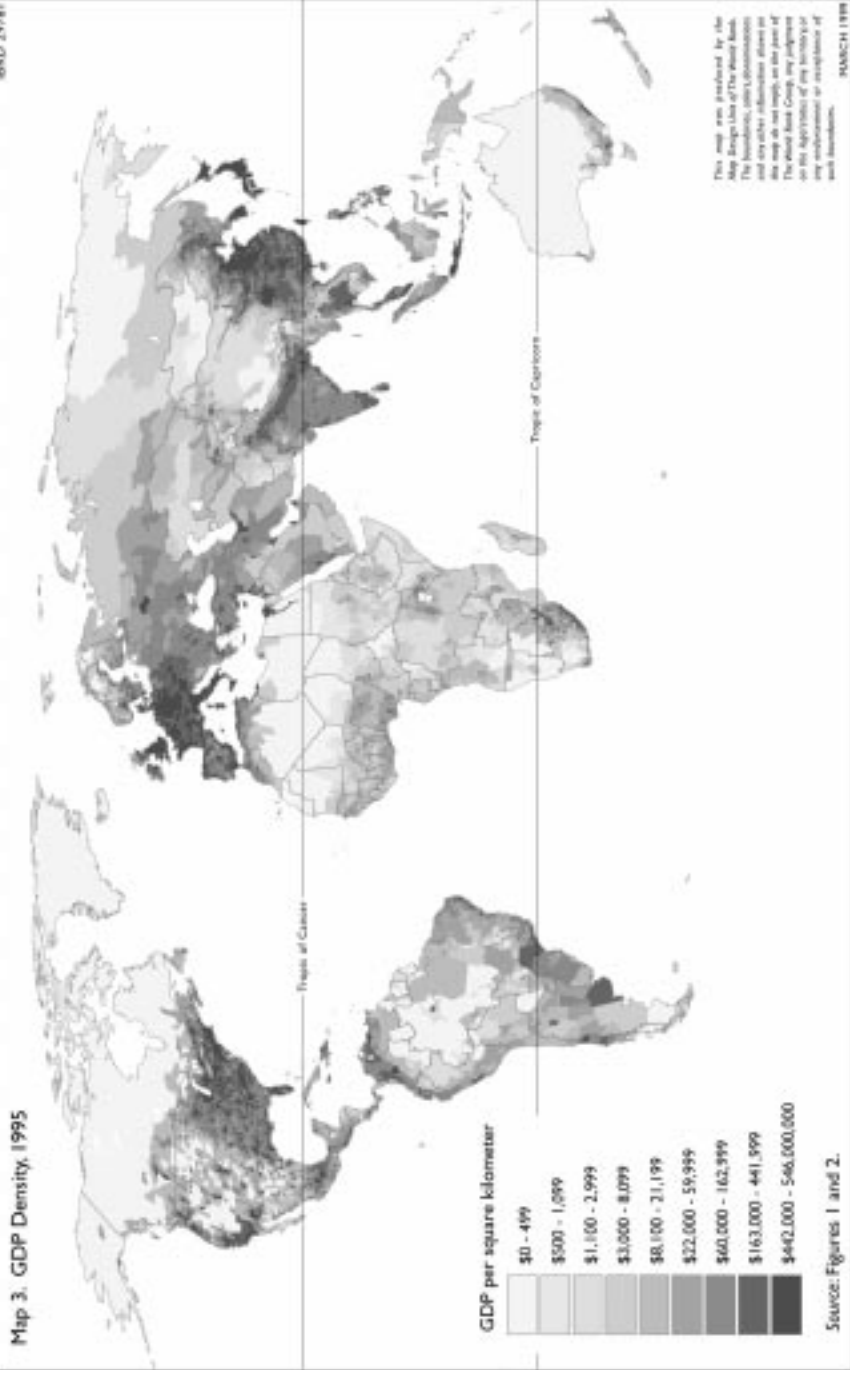 Map 3. GDP Density, 1995
Tropic of Cancer
Tropic of Capricorn
GDP per square kilometer
$0 - 499
$500 - 1,099
$1,100 - 2,999
$3,000 - 8,099
$8,100 - 21,199
$22,000 - 59,999
$60,000 - 162,999
$163,000 - 441,999
$442,000 - 546,000,000
Source: Figures 1 and 2.
This map was produced by the
Map Design Unit of The World Bank.
The boundaries, colors, denominations
and any other information shown on
this map do not imply, on the part of
The World Bank Group, any judgment
on the legal status of any territory, or
any endorsement or acceptance of
such boundaries.
MARCH 1999